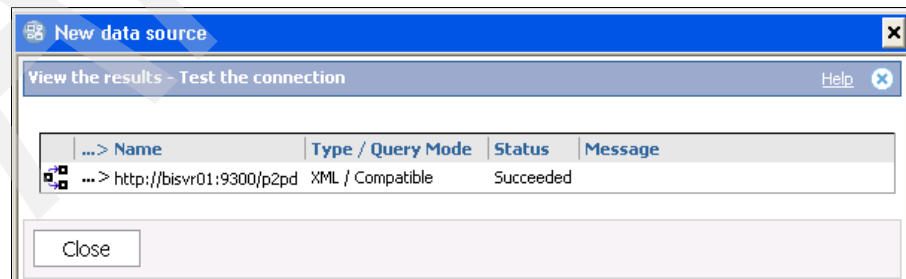 New data source
View the results - Test the connection Help
...> Name Type / Query Mode Status Message
...> http://bisvr01:9300/p2pd XML / Compatible Succeeded
Close